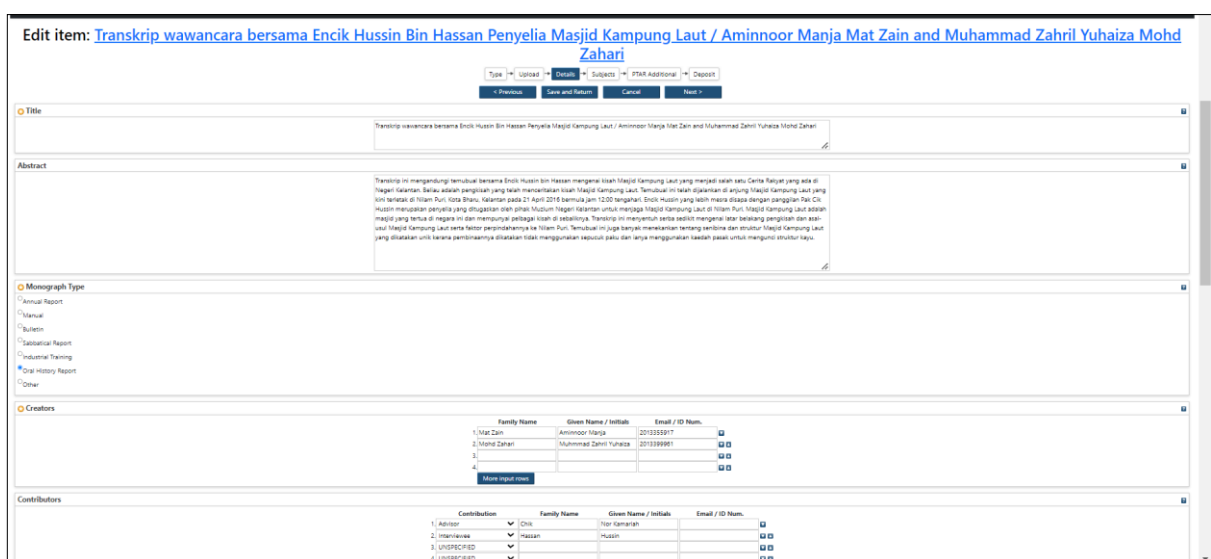 Edit item: Transkrip wawancara bersama Encik Hussin Bin Hassan Penyelia Masjid Kampung Laut / Aminnoor Manja Mat Zain and Muhammad Zahril Yuhaiza Mohd
Zahari
Type → Upload → Details → Subjects → PTAR Additional → Deposit
< Previous Save and Return Cancel Next >
Title
Transkrip wawancara bersama Encik Hussin Bin Hassan Penyelia Masjid Kampung Laut / Aminnoor Manja Mat Zain and Muhammad Zahril Yuhaiza Mohd Zahari
Abstract
Transkrip ini mengandungi temubual bersama Encik Hussin bin Hassan mengenai kisah Masjid Kampung Laut yang menjadi salah satu Cerita Rakyat yang ada di
Negeri Kelantan. Beliau adalah pengkisah yang telah menceritakan kisah Masjid Kampung Laut. Temubual ini telah dijalankan di anjung Masjid Kampung Laut yang
kini terletak di Nilam Puri, Kota Bharu, Kelantan pada 21 April 2016 bermula jam 12:00 tengahari. Encik Hussin yang lebih mesra disapa dengan panggilan Pak Cik
Hussin merupakan penyelia yang ditugaskan oleh pihak Muzium Negeri Kelantan untuk menjaga Masjid Kampung Laut di Nilam Puri. Masjid Kampung Laut adalah
masjid yang tertua di negara ini dan mempunyai pelbagai kisah di sebaliknya. Transkrip ini menyentuh serba sedikit mengenai latar belakang pengkisah dan asal-
usul Masjid Kampung Laut serta faktor perpindahannya ke Nilam Puri. Temubual ini juga banyak menekankan tentang senibina dan struktur Masjid Kampung Laut
yang dikatakan unik kerana pembinaannya dikatakan tidak menggunakan sepucuk paku dan ianya menggunakan kaedah pasak untuk mengunci struktur kayu.
Monograph Type
Annual Report
Manual
Bulletin
Sabbatical Report
Industrial Training
Oral History Report
Other
Creators
Family Name Given Name / Initials Email / ID Num.
1. Mat Zain Aminnoor Manja 2013355917
2. Mohd Zahari Muhmmad Zahril Yuhaiza 2013399961
3.
4.
More input rows
Contributors
Contribution Family Name Given Name / Initials Email / ID Num.
1. Advisor Chik Nor Kamariah
2. Interviewee Hassan Hussin
3. UNSPECIFIED
4. UNSPECIFIED